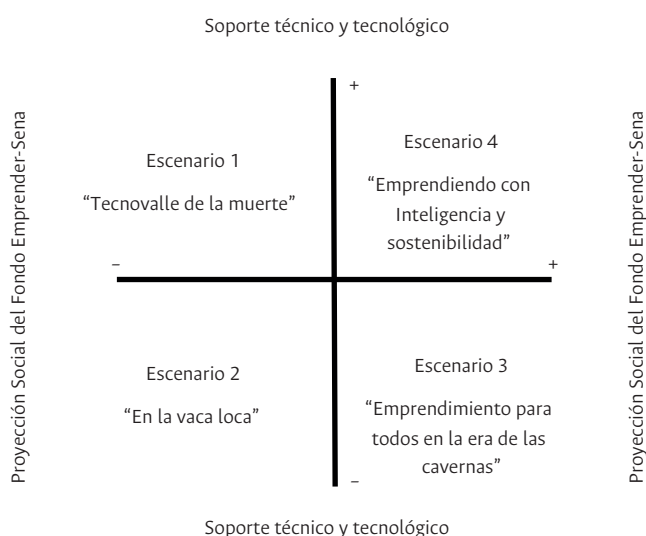 Soporte técnico y tecnológico
+
Proyección Social del Fondo Emprender-Sena
Escenario 1
“Tecnovalle de la muerte”
Escenario 4
“Emprendiendo con
Inteligencia y
sostenibilidad”
Proyección Social del Fondo Emprender-Sena
–
+
Escenario 2
“En la vaca loca”
Escenario 3
“Emprendimiento para
todos en la era de las
cavernas”
–
Soporte técnico y tecnológico